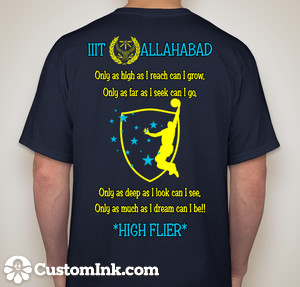 IIIT ALLAHABAD
Only as high as I reach can I grow,
Only as far as I seek can I go,
Only as deep as I look can I see,
Only as much as I dream can I be!!
*HIGH FLIER*
CustomInk.com